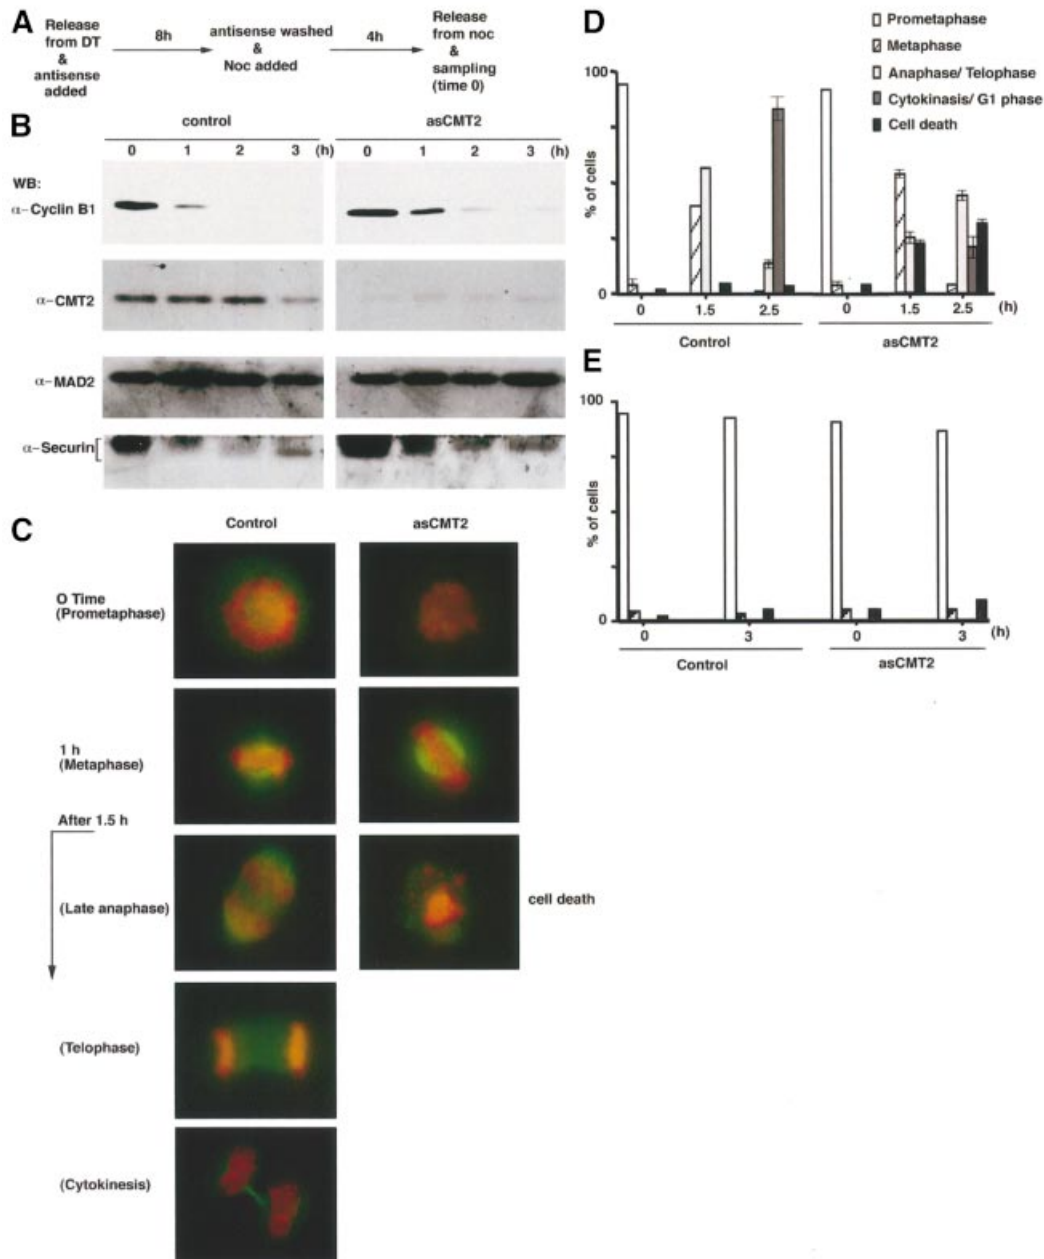 A
Release
from DT
&
antisense
added
8h
antisense washed
&
Noc added
4h
Release
from noc
&
sampling
(time 0)
B
control
asCMT2
0 1 2 3 (h)
0 1 2 3 (h)
WB:
α-Cyclin B1
α-CMT2
α-MAD2
α-Securin
C
Control
asCMT2
O Time
(Prometaphase)
1 h
(Metaphase)
After 1.5 h
(Late anaphase)
cell death
(Telophase)
(Cytokinesis)
D
Prometaphase
Metaphase
Anaphase/ Telophase
Cytokinasis/ G1 phase
Cell death
100
% of cells
0
0 1.5 2.5 0 1.5 2.5 (h)
Control
asCMT2
E
100
% of cells
0
0 3 0 3 (h)
Control
asCMT2